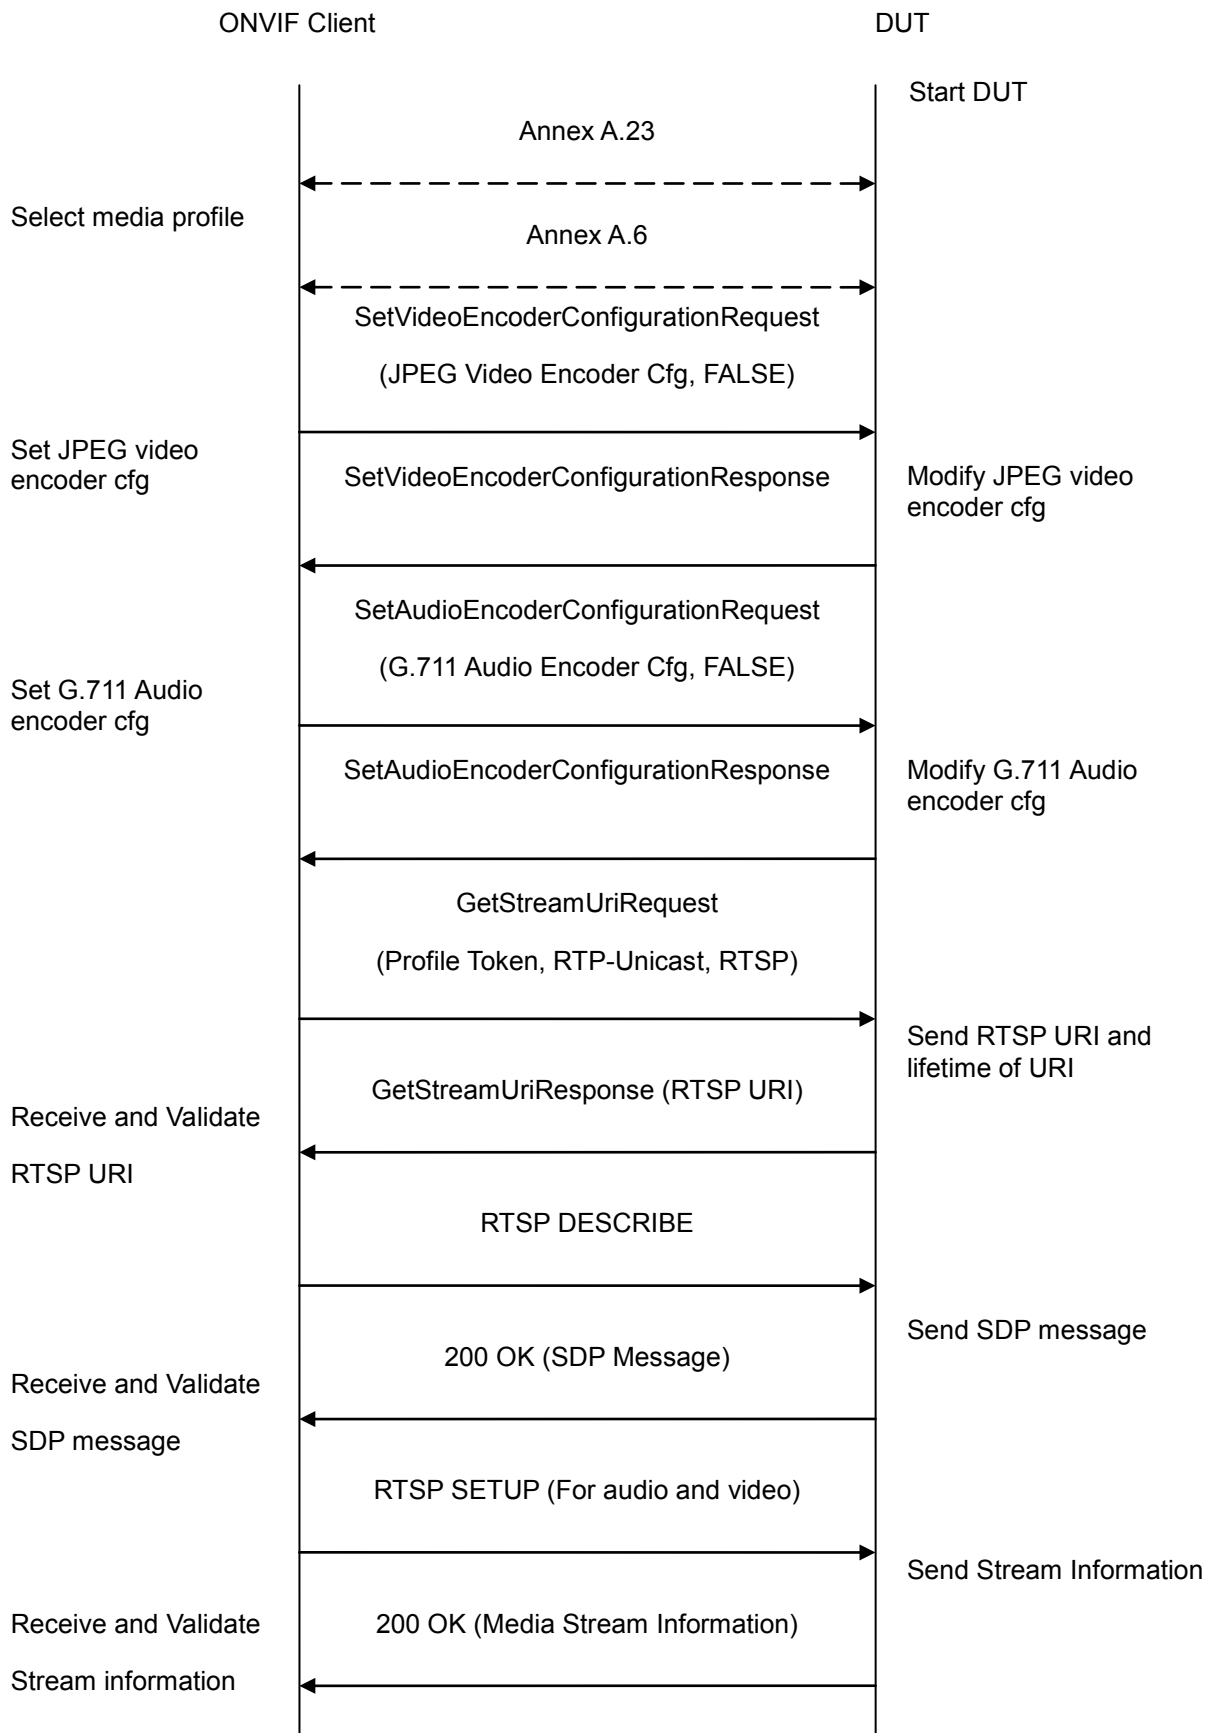 ONVIF Client
DUT
Start DUT
Annex A.23
Select media profile
Annex A.6
SetVideoEncoderConfigurationRequest
(JPEG Video Encoder Cfg, FALSE)
Set JPEG video
encoder cfg
SetVideoEncoderConfigurationResponse
Modify JPEG video
encoder cfg
SetAudioEncoderConfigurationRequest
(G.711 Audio Encoder Cfg, FALSE)
Set G.711 Audio
encoder cfg
SetAudioEncoderConfigurationResponse
Modify G.711 Audio
encoder cfg
GetStreamUriRequest
(Profile Token, RTP-Unicast, RTSP)
Send RTSP URI and
lifetime of URI
GetStreamUriResponse (RTSP URI)
Receive and Validate
RTSP URI
RTSP DESCRIBE
Send SDP message
200 OK (SDP Message)
Receive and Validate
SDP message
RTSP SETUP (For audio and video)
Send Stream Information
Receive and Validate
Stream information
200 OK (Media Stream Information)